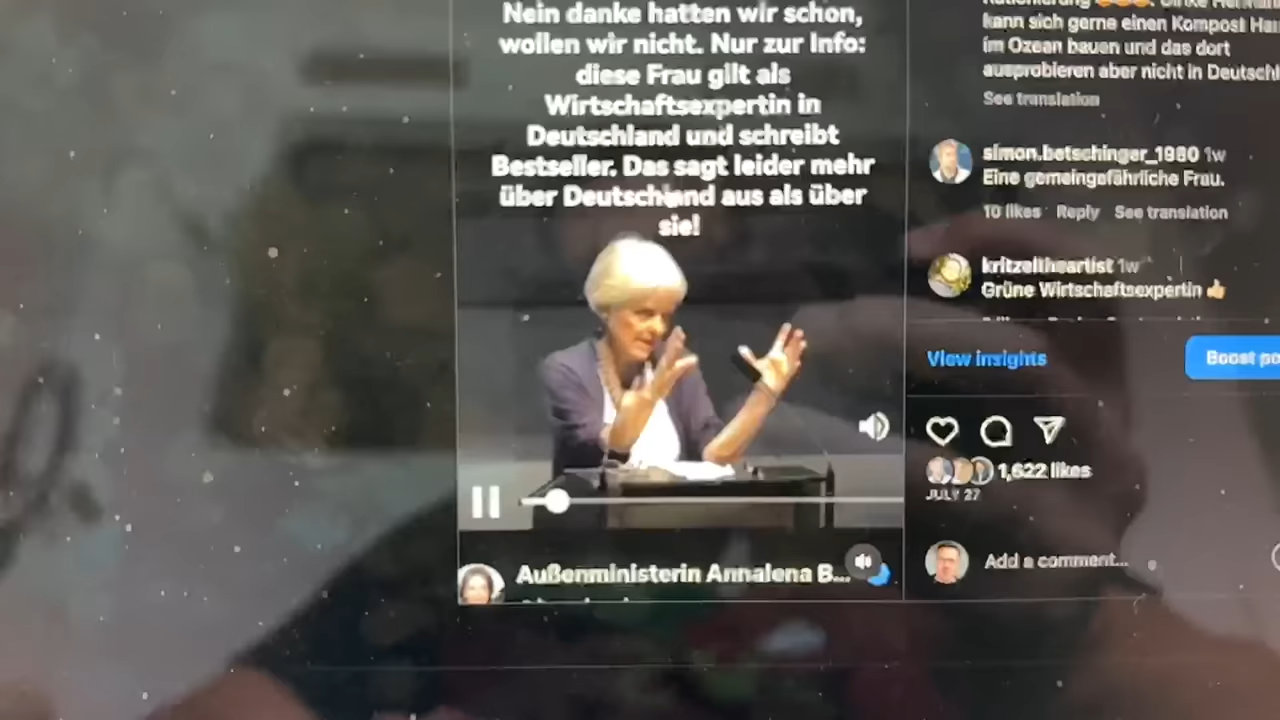 Nein danke hatten wir schon,
wollen wir nicht. Nur zur Info:
diese Frau gilt als
Wirtschaftsexpertin in
Deutschland und schreibt
Bestseller. Das sagt leider mehr
über Deutschland aus als über
sie!
Außenministerin Annalena B...
kann sich gerne einen Kompost
im Ozean bauen und das dort
ausprobieren aber nicht in
See translation
simon.betschinger_1980 1w
Eine gemeingefährliche Frau.
10 likes Reply See translation
kritzeltheartist 1w
Grüne Wirtschaftsexpertin 👍
View insights
Boost
1,622 likes
JULY 27
Add a comment...